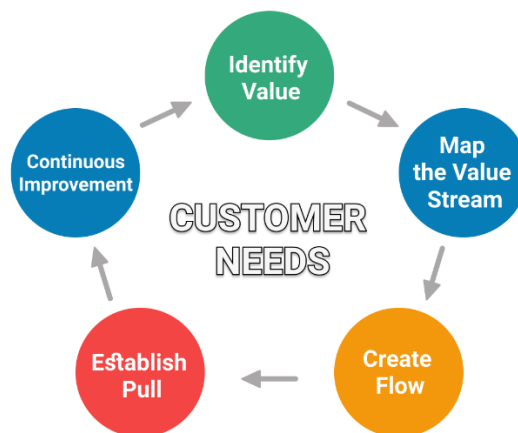 Identify
Value
Map
the Value
Stream
Create
Flow
Establish
Pull
Continuous
Improvement
CUSTOMER
NEEDS